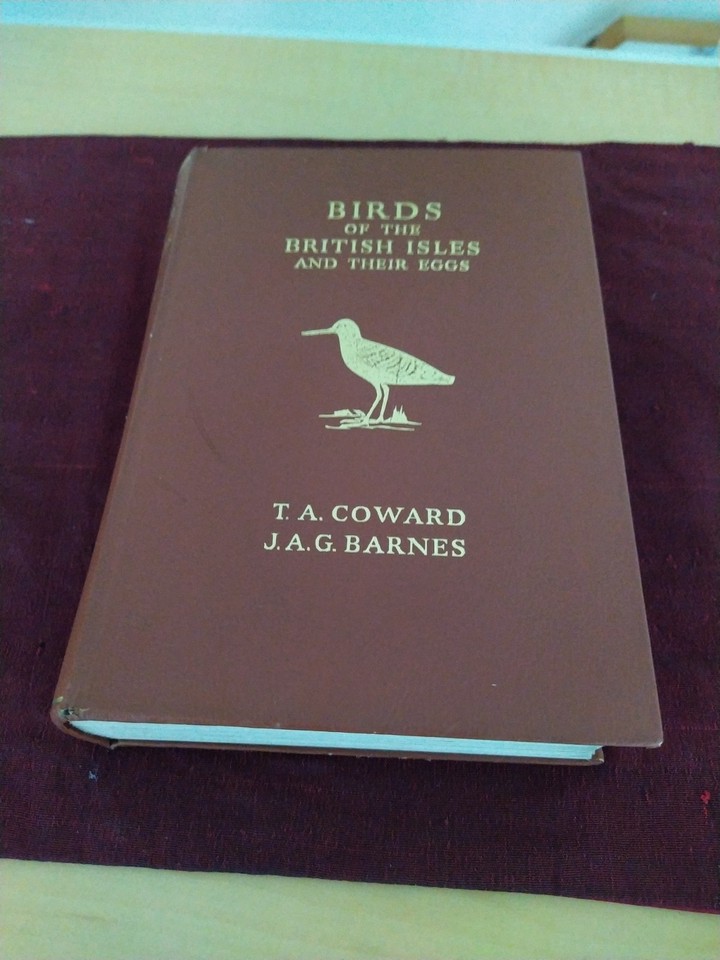 BIRDS
OF THE
BRITISH ISLES
AND THEIR EGGS
T. A. COWARD
J. A. G. BARNES